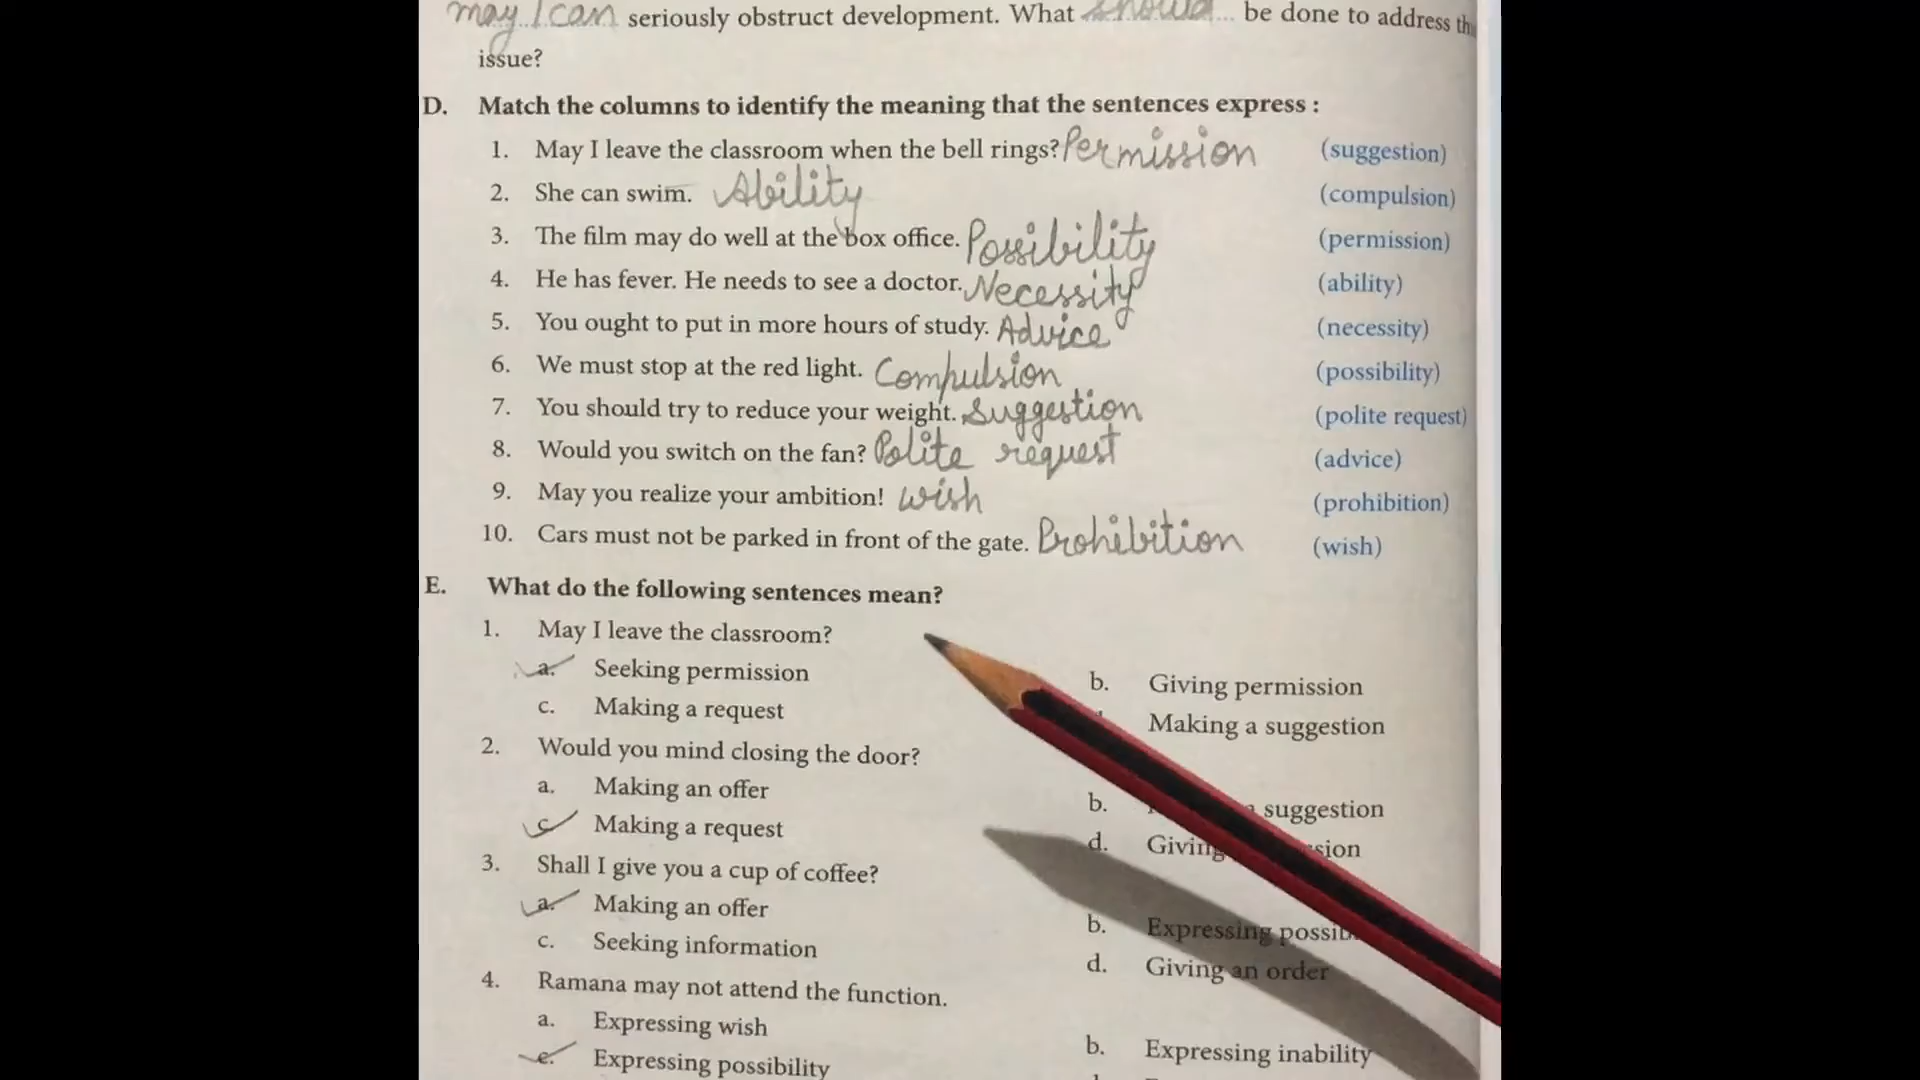 may / can seriously obstruct development. What should... be done to address
issue?
D. Match the columns to identify the meaning that the sentences express :
1. May I leave the classroom when the bell rings? Permission (suggestion)
2. She can swim. Ability (compulsion)
3. The film may do well at the box office. Possibility (permission)
4. He has fever. He needs to see a doctor. Necessity (ability)
5. You ought to put in more hours of study. Advice (necessity)
6. We must stop at the red light. Compulsion (possibility)
7. You should try to reduce your weight. Suggestion (polite request)
8. Would you switch on the fan? Polite request (advice)
9. May you realize your ambition! wish (prohibition)
10. Cars must not be parked in front of the gate. Prohibition (wish)
E. What do the following sentences mean?
1. May I leave the classroom?
a. Seeking permission b. Giving permission
c. Making a request Making a suggestion
2. Would you mind closing the door?
a. Making an offer b. suggestion
c. Making a request d. Giving
3. Shall I give you a cup of coffee?
a. Making an offer b. Expressing
c. Seeking information d. Giving an order
4. Ramana may not attend the function.
a. Expressing wish b. Expressing inability
c. Expressing possibility